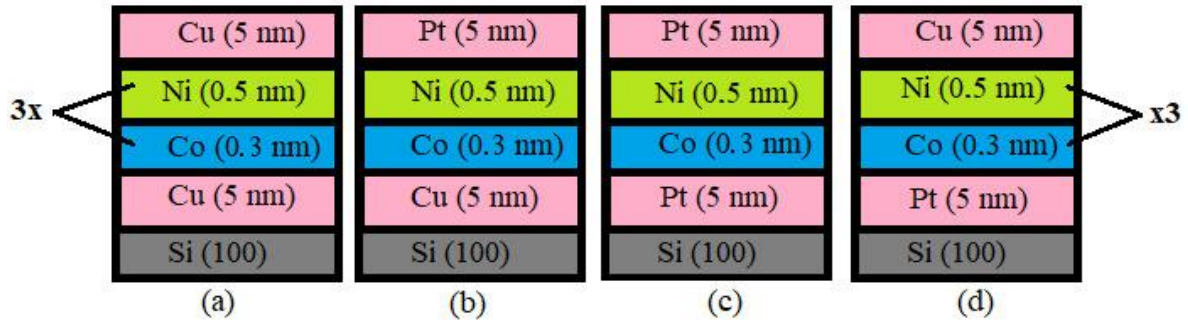 Cu (5 nm) Pt (5 nm) Pt (5 nm) Cu (5 nm)
3x Ni (0.5 nm) Ni (0.5 nm) Ni (0.5 nm) Ni (0.5 nm) x3
Co (0.3 nm) Co (0.3 nm) Co (0.3 nm) Co (0.3 nm)
Cu (5 nm) Cu (5 nm) Pt (5 nm) Pt (5 nm)
Si (100) Si (100) Si (100) Si (100)
(a) (b) (c) (d)